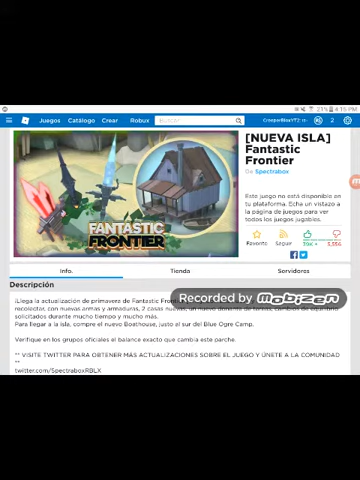 21% 4:15 PM
Juegos Catálogo Crear Robux Buscar
2
[NUEVA ISLA]
Fantastic
Frontier
De Spectrabox
Este juego no está disponible en
tu plataforma. Echa un vistazo a
la página de juegos para ver
todos los juegos jugables.
Favorito Seguir
FANTASTIC
FRONTIER
Info. Tienda Servidores
Descripción
¡Llega la actualización de primavera de Fantastic
Recorded by mobizen
recolectar, con nuevas armas y armaduras, 2 casas nuevas,
solicitados durante mucho tiempo y mucho más.
Para llegar a la isla, compre el nuevo Boathouse, justo al sur del Blue Ogre Camp.
Verifique en los grupos oficiales el balance exacto que cambia este parche.
** VISITE TWITTER PARA OBTENER MÁS ACTUALIZACIONES SOBRE EL JUEGO Y ÚNETE A LA COMUNIDAD
**
twitter.com/SpectraboxRBLX